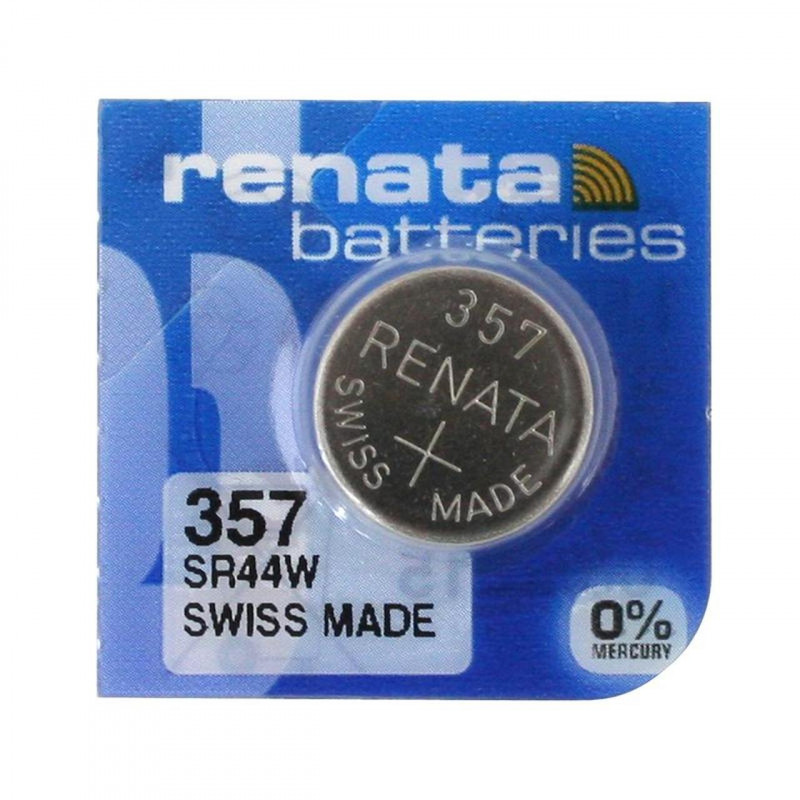 renata
batteries
357
RENATA
SWISS
+
MADE
357
SR44W
SWISS MADE
0%
MERCURY